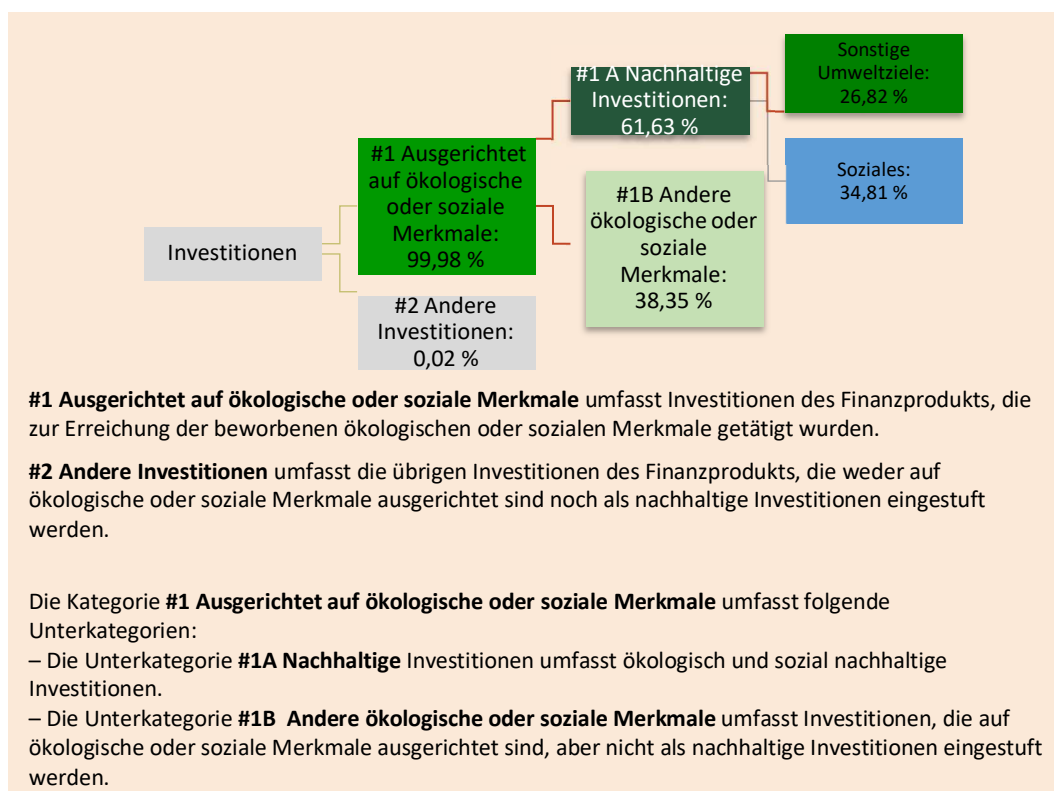 Sonstige
Umweltziele:
26,82 %
#1 A Nachhaltige
Investitionen:
61,63 %
#1 Ausgerichtet
auf ökologische
oder soziale
Merkmale:
99,98 %
Soziales:
34,81 %
#1B Andere
ökologische oder
soziale
Merkmale:
38,35 %
Investitionen
#2 Andere
Investitionen:
0,02 %
#1 Ausgerichtet auf ökologische oder soziale Merkmale umfasst Investitionen des Finanzprodukts, die
zur Erreichung der beworbenen ökologischen oder sozialen Merkmale getätigt wurden.
#2 Andere Investitionen umfasst die übrigen Investitionen des Finanzprodukts, die weder auf
ökologische oder soziale Merkmale ausgerichtet sind noch als nachhaltige Investitionen eingestuft
werden.
Die Kategorie #1 Ausgerichtet auf ökologische oder soziale Merkmale umfasst folgende
Unterkategorien:
– Die Unterkategorie #1A Nachhaltige Investitionen umfasst ökologisch und sozial nachhaltige
Investitionen.
– Die Unterkategorie #1B Andere ökologische oder soziale Merkmale umfasst Investitionen, die auf
ökologische oder soziale Merkmale ausgerichtet sind, aber nicht als nachhaltige Investitionen eingestuft
werden.